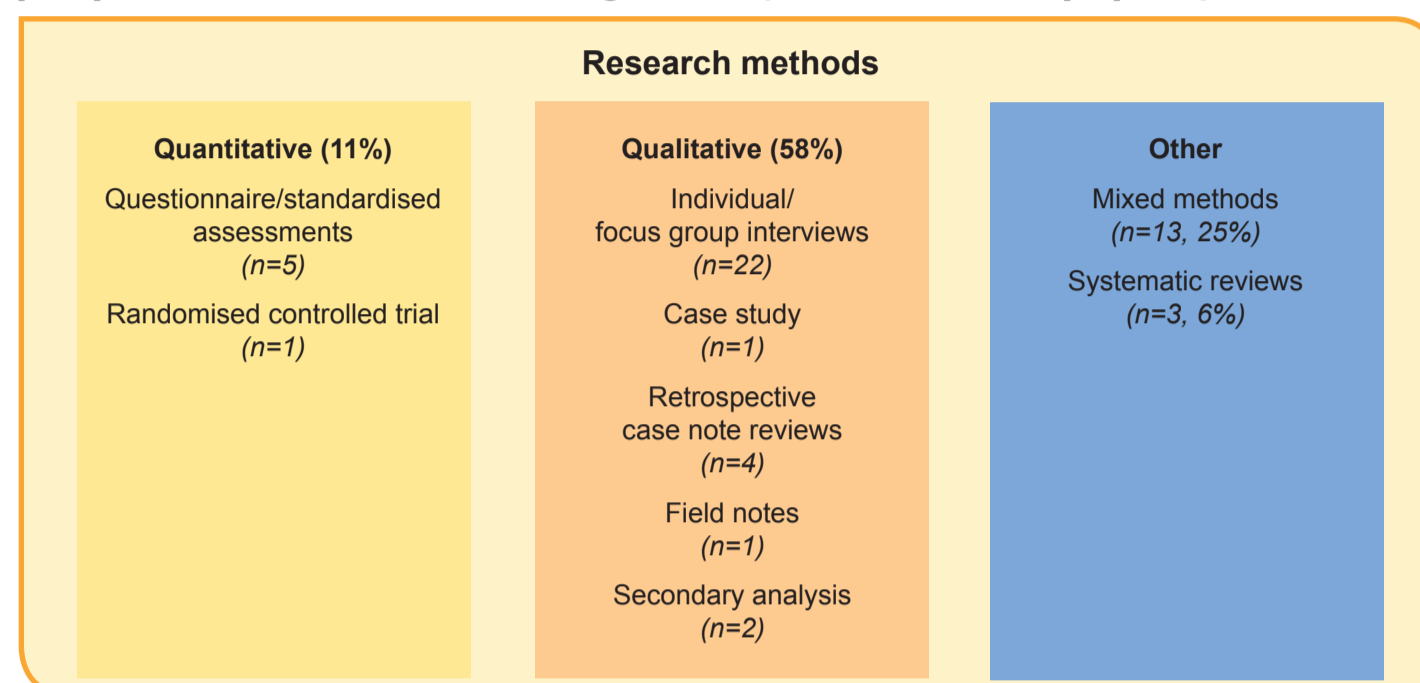 Research methods
Quantitative (11%)
Questionnaire/standardised
assessments
(n=5)
Randomised controlled trial
(n=1)
Qualitative (58%)
Individual/
focus group interviews
(n=22)
Case study
(n=1)
Retrospective
case note reviews
(n=4)
Field notes
(n=1)
Secondary analysis
(n=2)
Other
Mixed methods
(n=13, 25%)
Systematic reviews
(n=3, 6%)